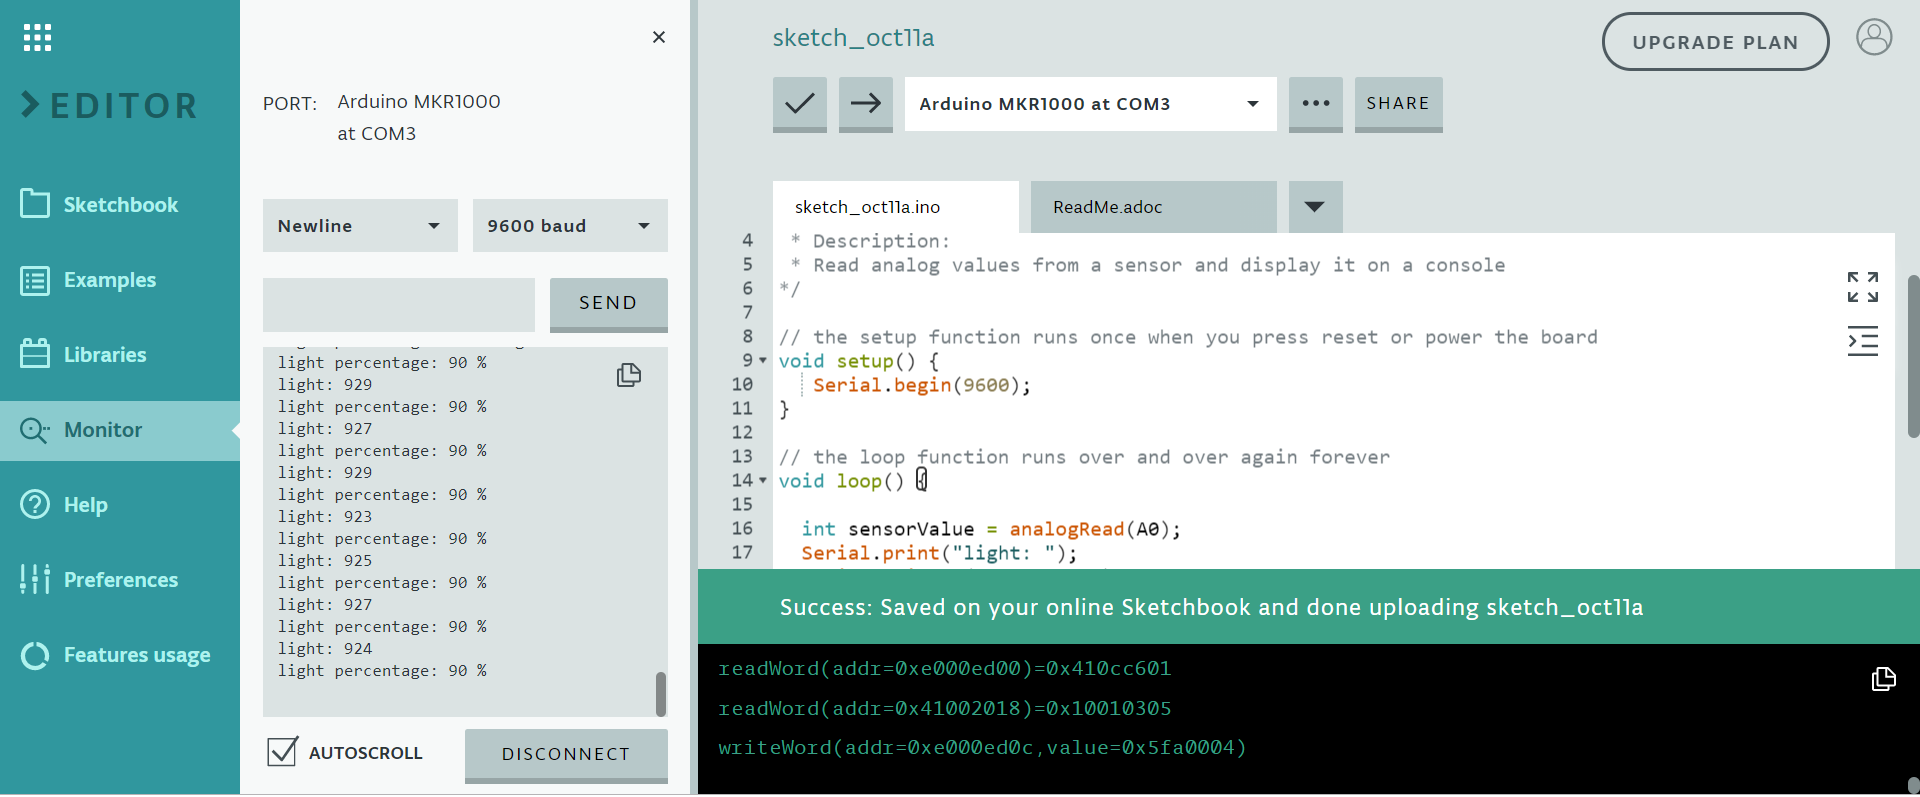 EDITOR
Sketchbook
Examples
Libraries
Monitor
Help
Preferences
Features usage
×
PORT: Arduino MKR1000
at COM3
Newline
9600 baud
SEND
light percentage: 90 %
light: 929
light percentage: 90 %
light: 927
light percentage: 90 %
light: 929
light percentage: 90 %
light: 923
light percentage: 90 %
light: 925
light percentage: 90 %
light: 927
light percentage: 90 %
light: 924
light percentage: 90 %
AUTOSCROLL
DISCONNECT
sketch_oct11a
UPGRADE PLAN
Arduino MKR1000 at COM3
SHARE
sketch_oct11a.ino
ReadMe.adoc
4 * Description:
5 * Read analog values from a sensor and display it on a console
6 */
7
8 // the setup function runs once when you press reset or power the board
9 void setup() {
10 Serial.begin(9600);
11 }
12
13 // the loop function runs over and over again forever
14 void loop() {
15
16 int sensorValue = analogRead(A0);
17 Serial.print("light: ");
Success: Saved on your online Sketchbook and done uploading sketch_oct11a
readWord(addr=0xe000ed00)=0x410cc601
readWord(addr=0x41002018)=0x10010305
writeWord(addr=0xe000ed0c,value=0x5fa0004)